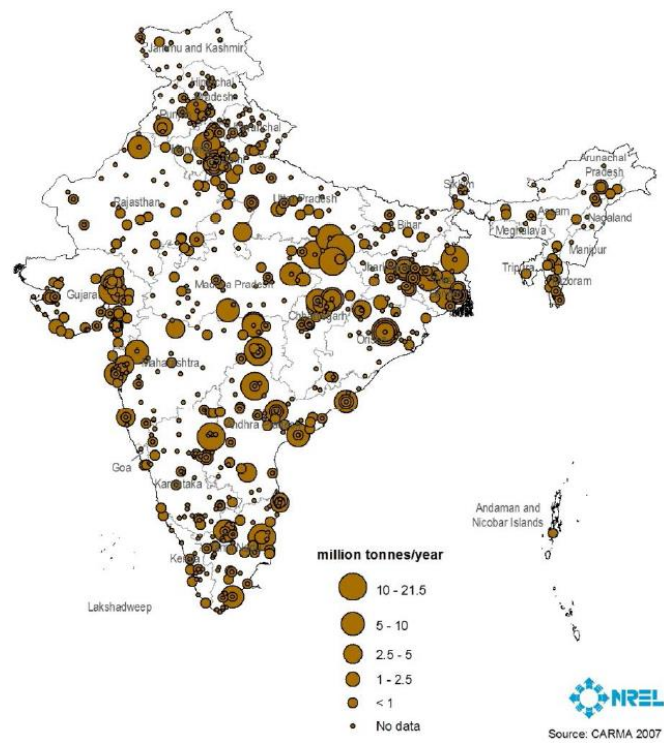 Jammu and Kashmir
Himachal
Pradesh
Rajasthan
Uttar Pradesh
Sikkim
Arunachal
Pradesh
Assam
Nagaland
Meghalaya
Manipur
Bihar
Tripura
Mizoram
Gujarat
Madhya Pradesh
Chhattisgarh
Maharashtra
Andhra
Goa
Karnataka
Kerala
Lakshadweep
Andaman and
Nicobar Islands
million tonnes/year
10 - 21.5
5 - 10
2.5 - 5
1 - 2.5
< 1
No data
NREL
Source: CARMA 2007